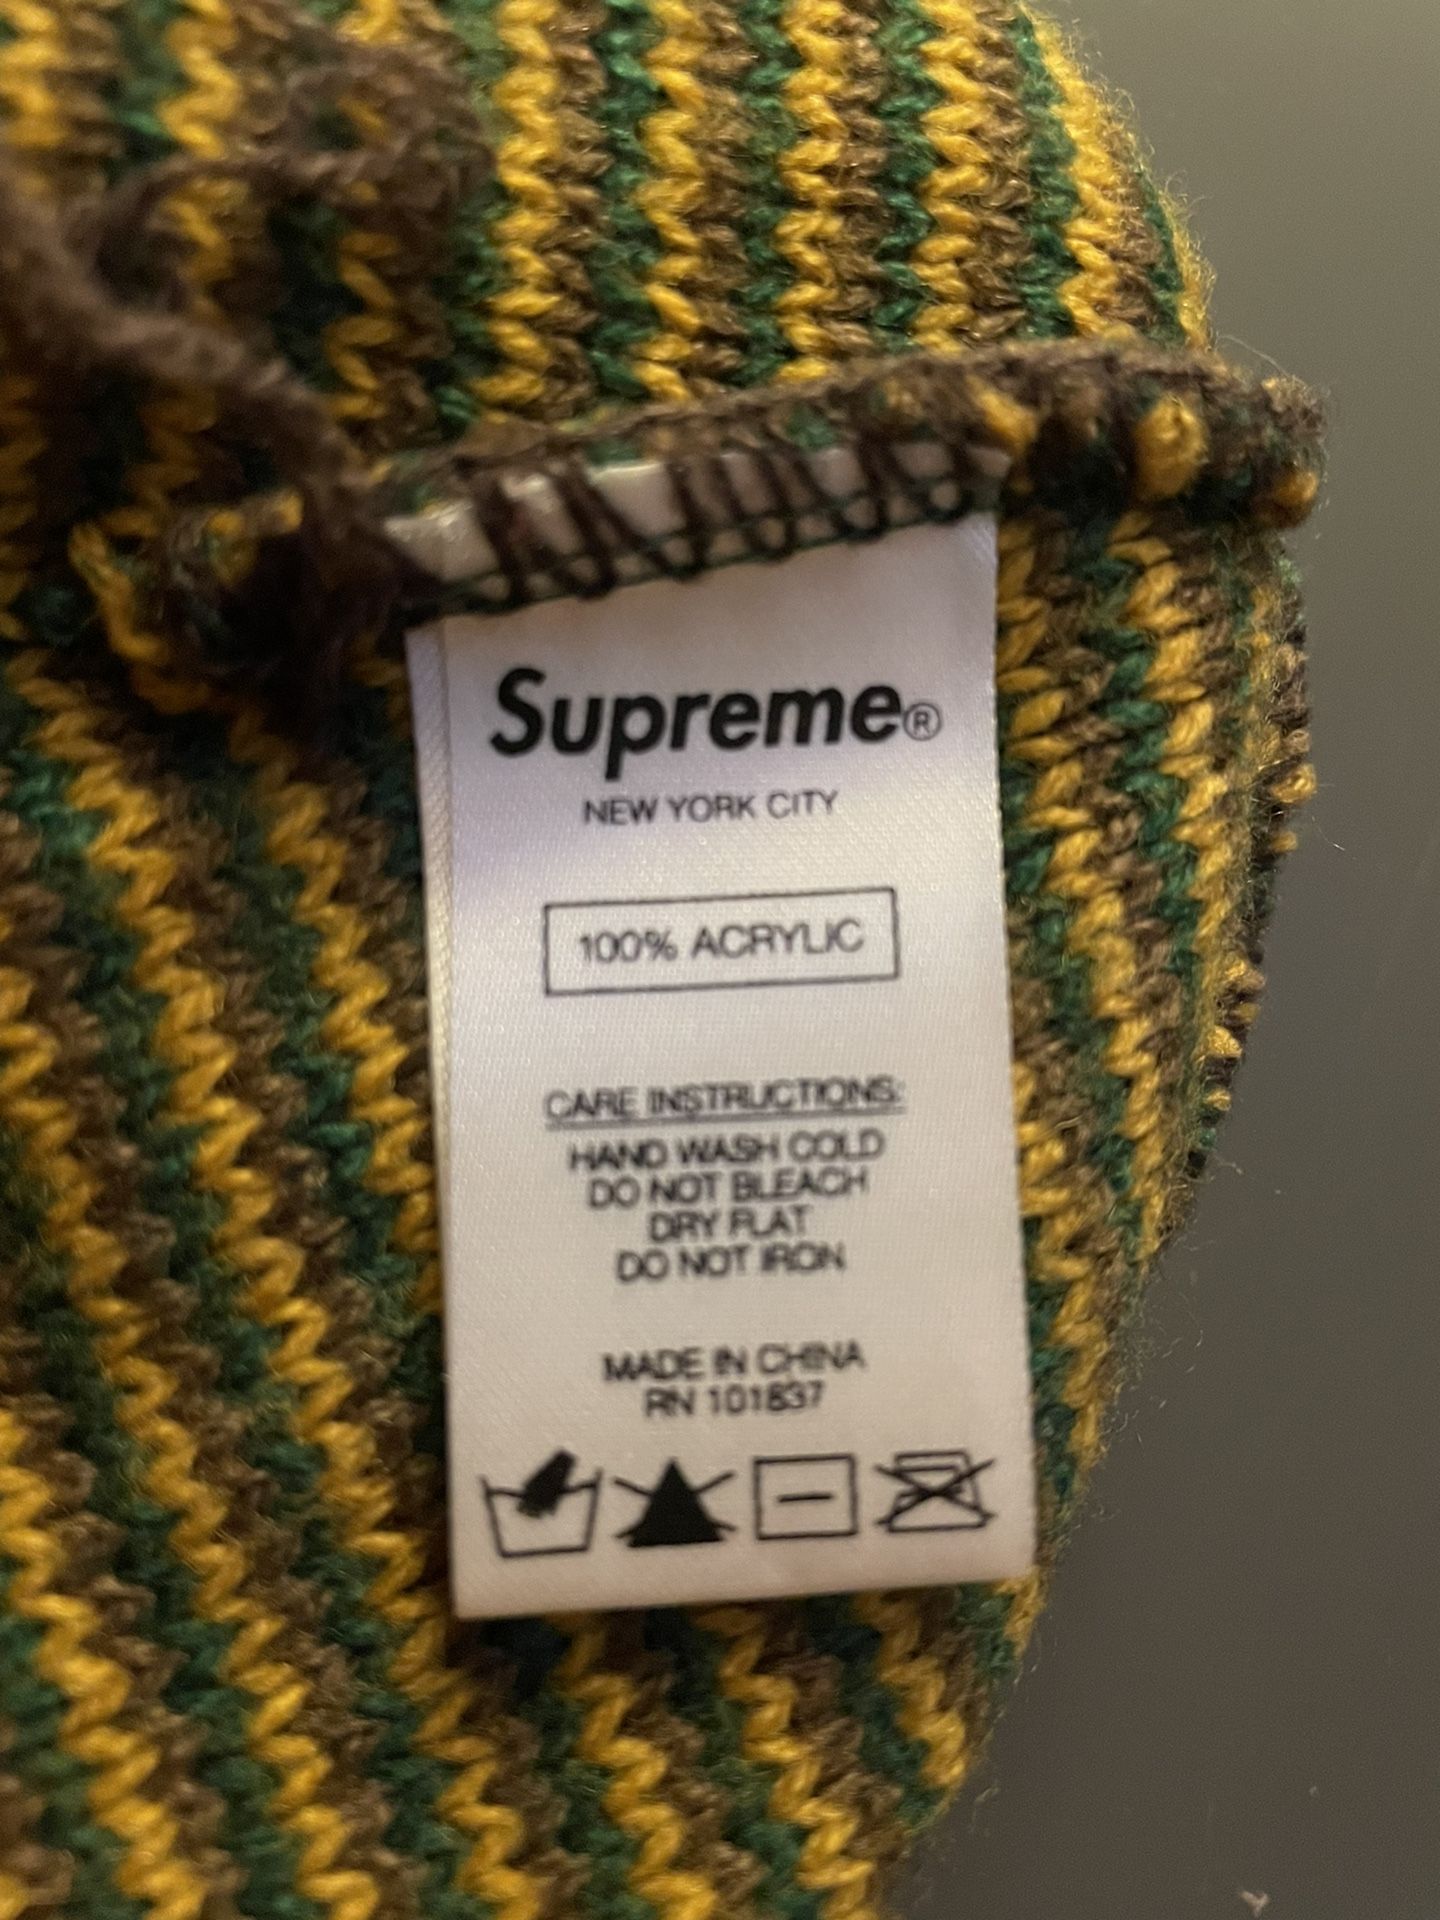 Supreme®
NEW YORK CITY
100% ACRYLIC
CARE INSTRUCTIONS:
HAND WASH COLD
DO NOT BLEACH
DRY FLAT
DO NOT IRON
MADE IN CHINA
RN 101837